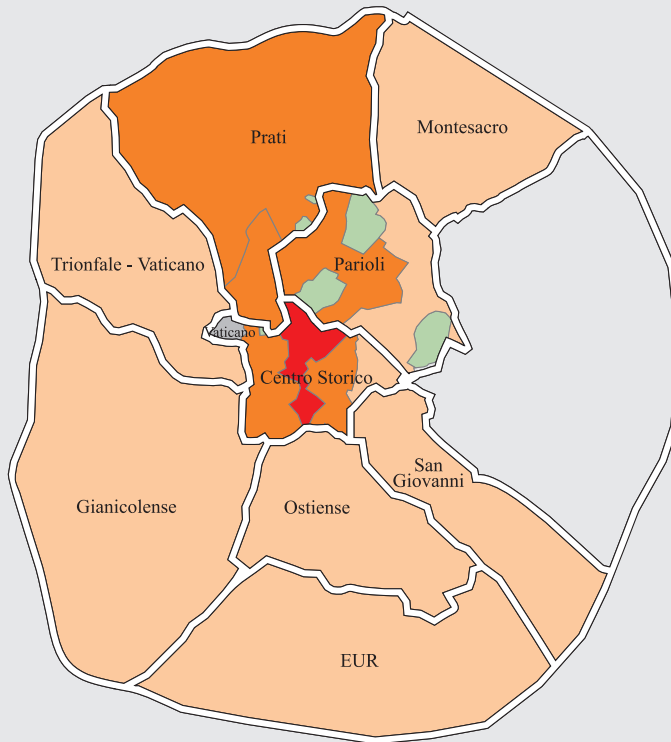 Montesacro
Prati
Trionfale - Vaticano
Parioli
Vaticano
Centro Storico
San
Giovanni
Gianicolense
Ostiense
EUR